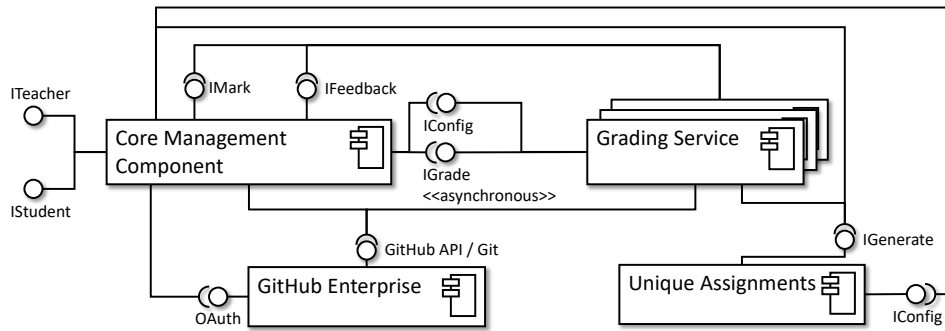 IMark
IFeedback
ITeacher
Core Management
Component
IConfig
Grading Service
IGrade
<<asynchronous>>
IStudent
GitHub API / Git
IGenerate
GitHub Enterprise
Unique Assignments
OAuth
IConfig